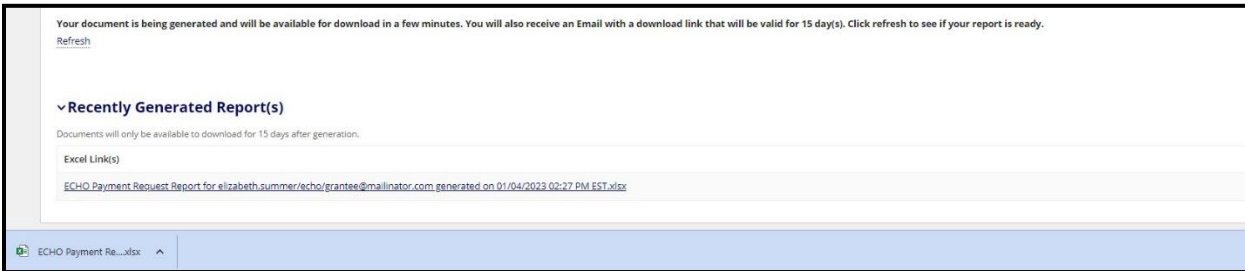 Your document is being generated and will be available for download in a few minutes. You will also receive an Email with a download link that will be valid for 15 day(s). Click refresh to see if your report is ready.
Refresh
Recently Generated Report(s)
Documents will only be available to download for 15 days after generation.
Excel Link(s)
ECHO Payment Request Report for elizabeth.summer/echo/grantee@mailinator.com generated on 01/04/2023 02:27 PM EST.xlsx
ECHO Payment Re....xlsx